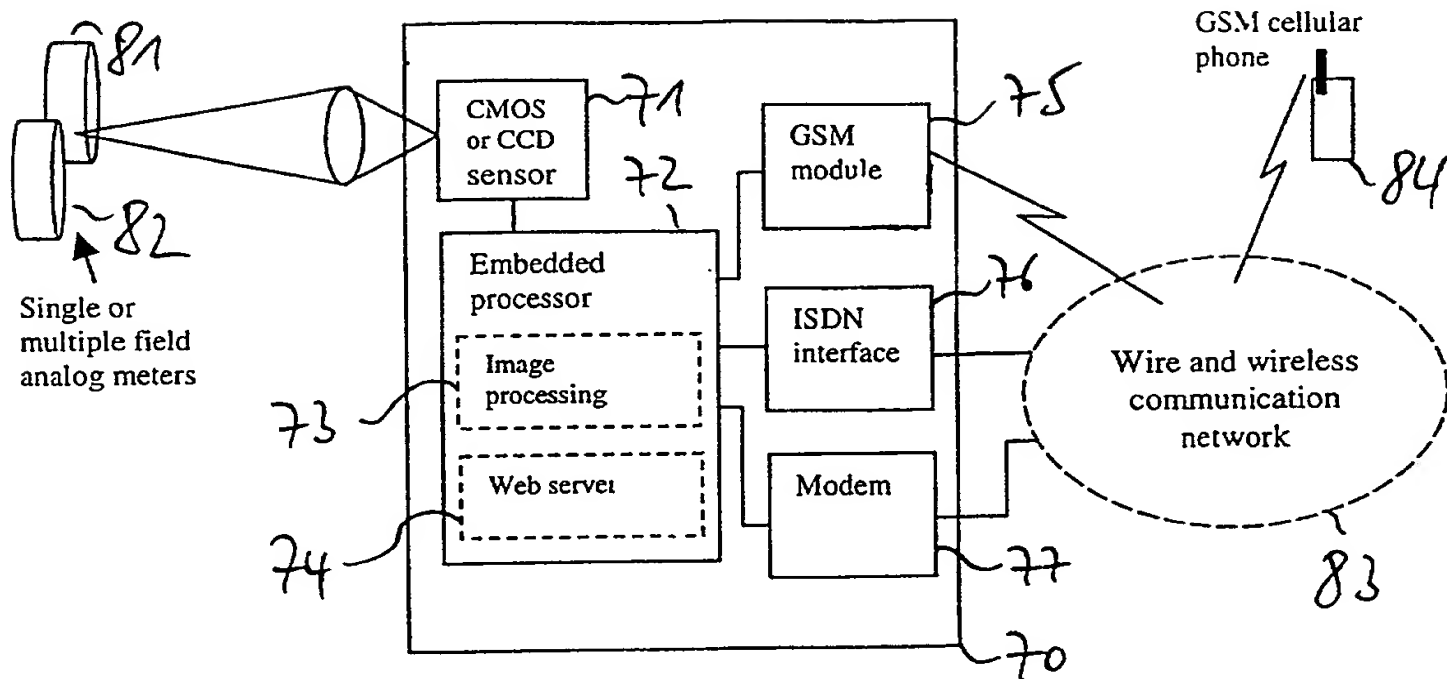 81
82
Single or
multiple field
analog meters
CMOS
or CCD
sensor
71
72
Embedded
processor
Image
processing
73
Web server
74
GSM
module
75
ISDN
interface
76
Modem
77
70
GSM cellular
phone
84
Wire and wireless
communication
network
83